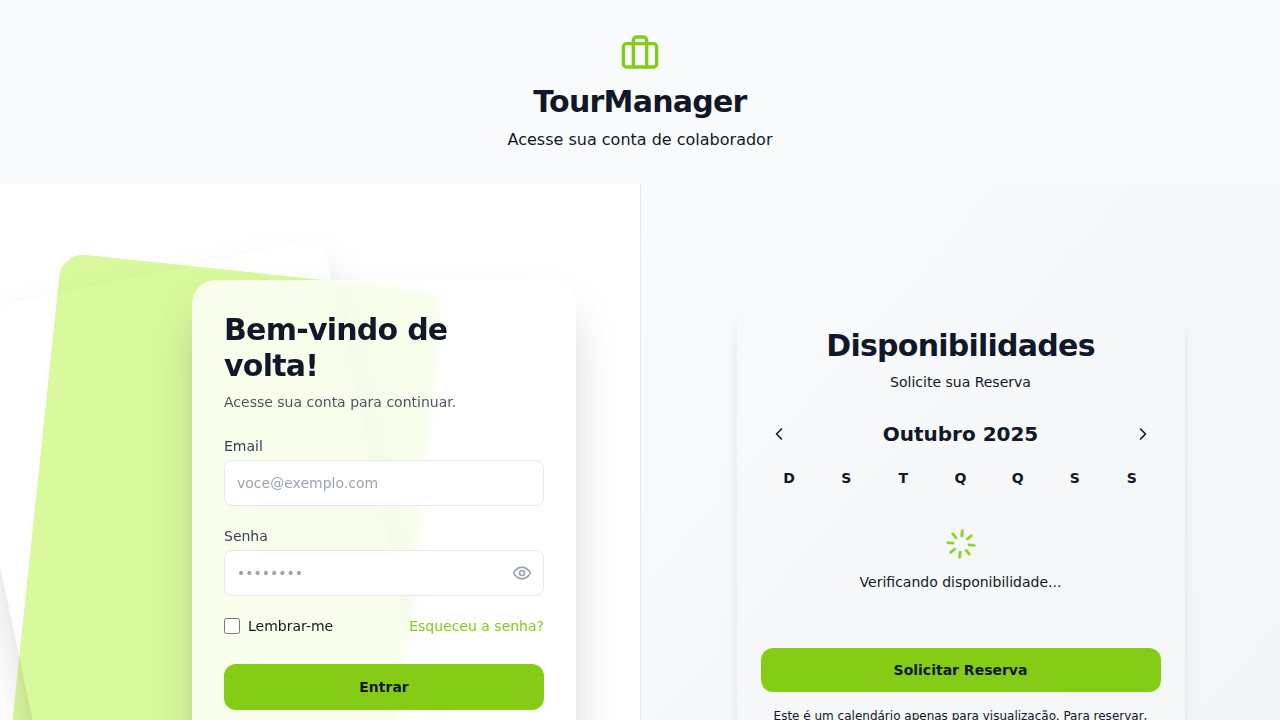 TourManager
Acesse sua conta de colaborador
Bem-vindo de
volta!
Acesse sua conta para continuar.
Email
voce@exemplo.com
Senha
••••••••
Lembrar-me
Esqueceu a senha?
Entrar
Disponibilidades
Solicite sua Reserva
Outubro 2025
D S T Q Q S S
Verificando disponibilidade...
Solicitar Reserva
Este é um calendário apenas para visualização. Para reservar,